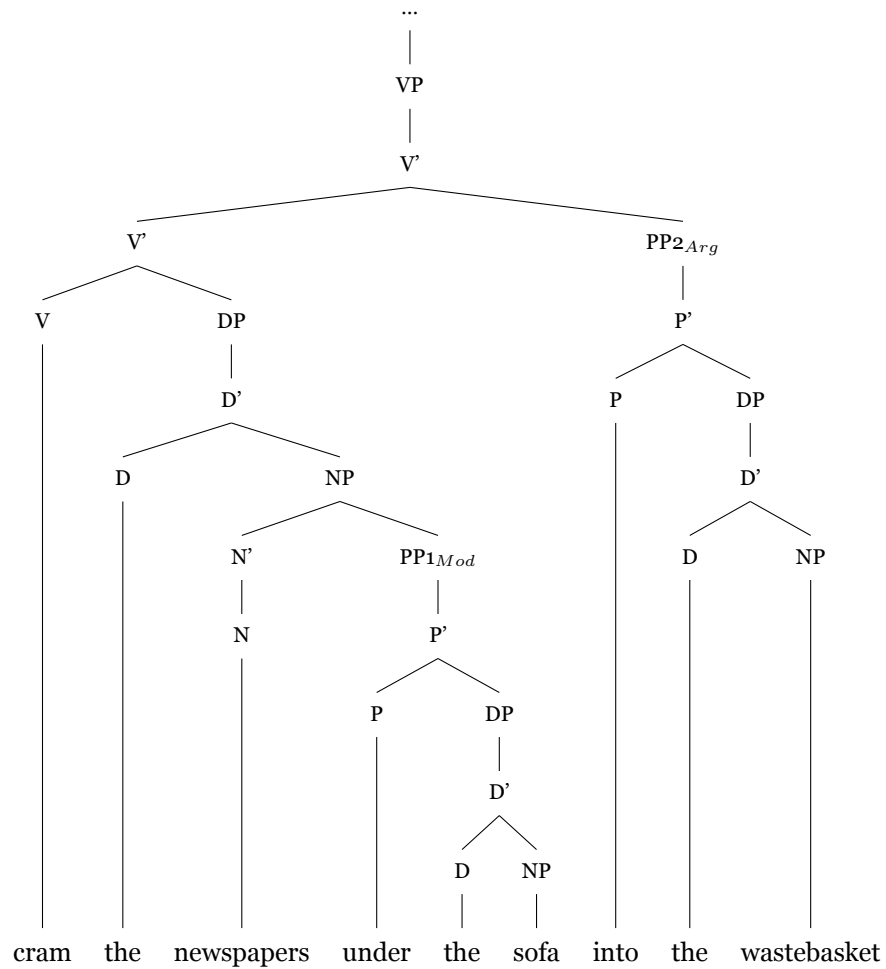 ...
VP
V'
V' PP2Arg
V DP P'
D' P DP
D NP D'
N' PP1Mod D NP
N P'
P DP
D'
D NP
cram the newspapers under the sofa into the wastebasket